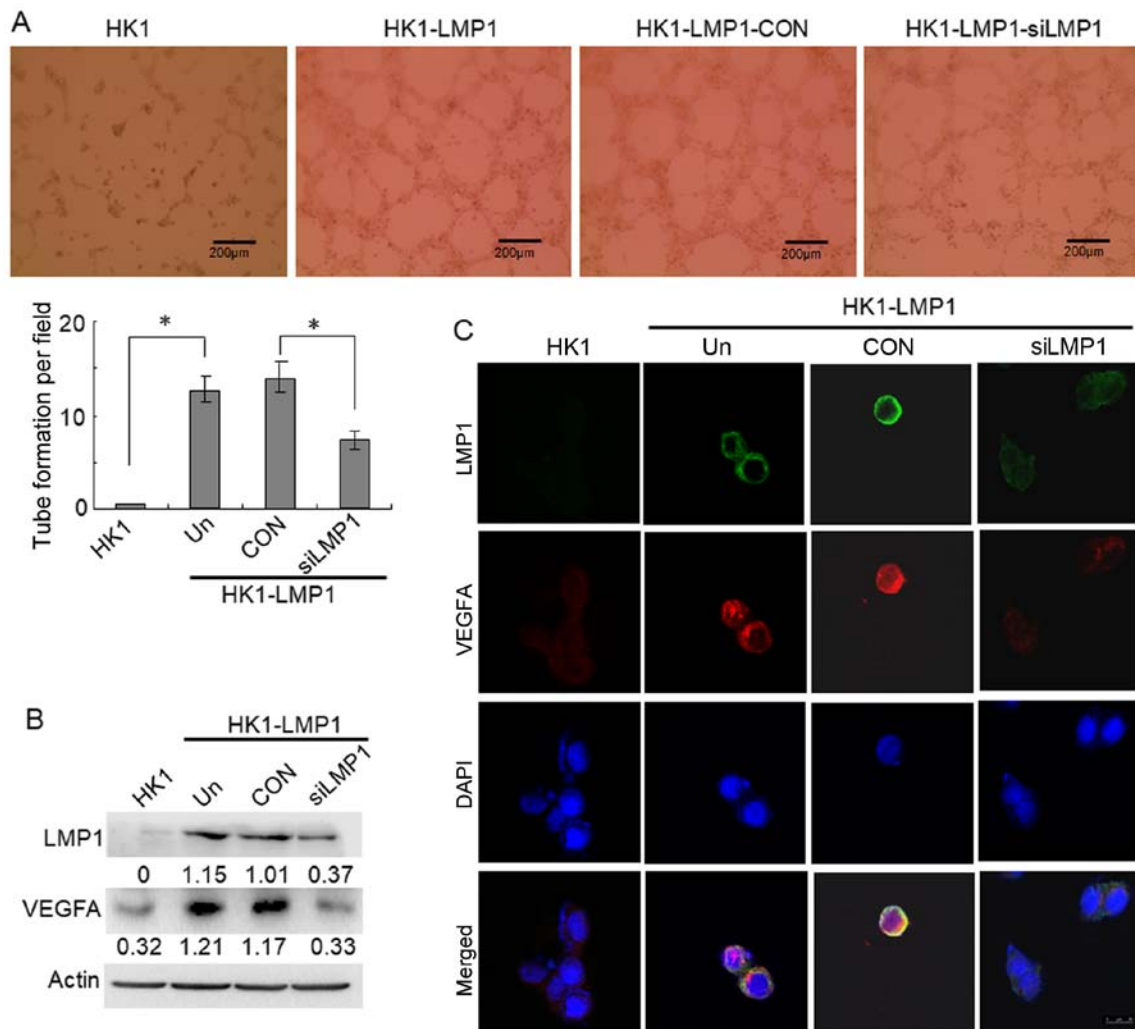 A
HK1 HK1-LMP1 HK1-LMP1-CON HK1-LMP1-siLMP1
200µm 200µm 200µm 200µm
Tube formation per field
20
10
0
* *
HK1 Un CON siLMP1
HK1-LMP1
B
HK1-LMP1
HK1 Un CON siLMP1
LMP1
0 1.15 1.01 0.37
VEGFA
0.32 1.21 1.17 0.33
Actin
C
HK1-LMP1
HK1 Un CON siLMP1
LMP1
VEGFA
DAPI
Merged